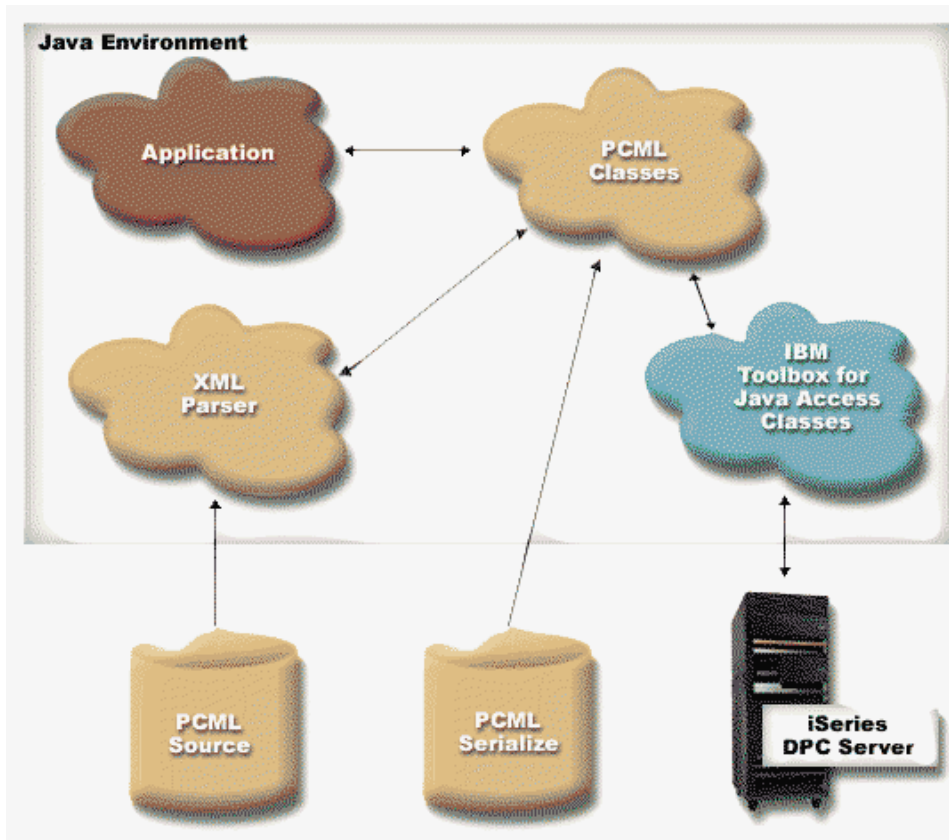 Java Environment
Application
PCML
Classes
XML
Parser
IBM
Toolbox for
Java Access
Classes
PCML
Source
PCML
Serialize
iSeries
DPC Server